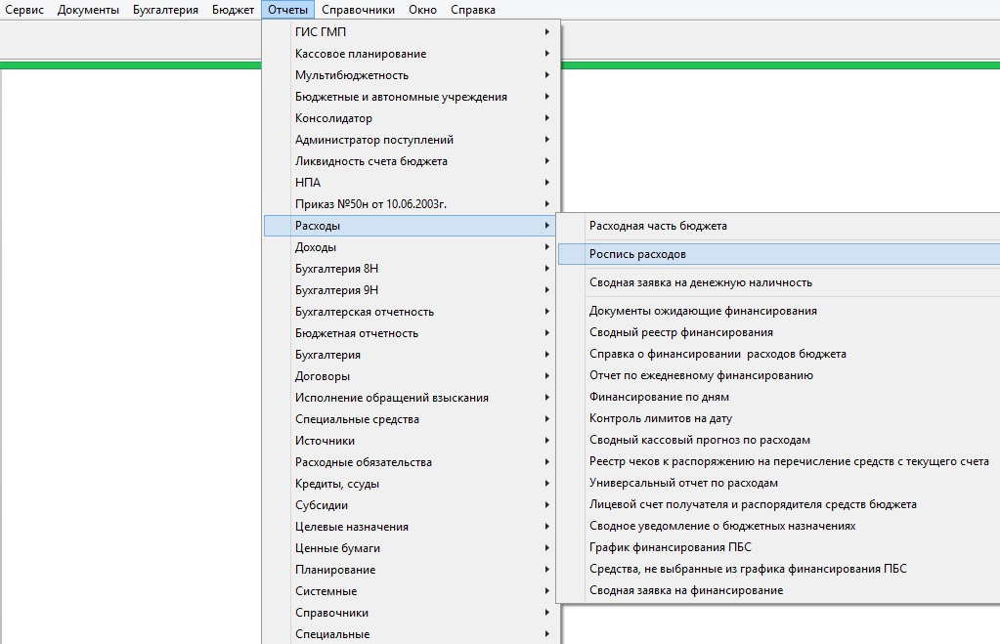 Сервис Документы Бухгалтерия Бюджет Отчеты Справочники Окно Справка
ГИС ГМП
Кассовое планирование
Мультибюджетность
Бюджетные и автономные учреждения
Консолидатор
Администратор поступлений
Ликвидность счета бюджета
НПА
Приказ №50н от 10.06.2003г.
Расходы
Доходы
Бухгалтерия 8Н
Бухгалтерия 9Н
Бухгалтерская отчетность
Бюджетная отчетность
Бухгалтерия
Договоры
Исполнение обращений взыскания
Специальные средства
Источники
Расходные обязательства
Кредиты, ссуды
Субсидии
Целевые назначения
Ценные бумаги
Планирование
Системные
Справочники
Специальные
Расходная часть бюджета
Роспись расходов
Сводная заявка на денежную наличность
Документы ожидающие финансирования
Сводный реестр финансирования
Справка о финансировании  расходов бюджета
Отчет по ежедневному финансированию
Финансирование по дням
Контроль лимитов на дату
Сводный кассовый прогноз по расходам
Реестр чеков к распоряжению на перечисление средств с текущего счета
Универсальный отчет по расходам
Лицевой счет получателя и распорядителя средств бюджета
Сводное уведомление о бюджетных назначениях
График финансирования ПБС
Средства, не выбранные из графика финансирования ПБС
Сводная заявка на финансирование